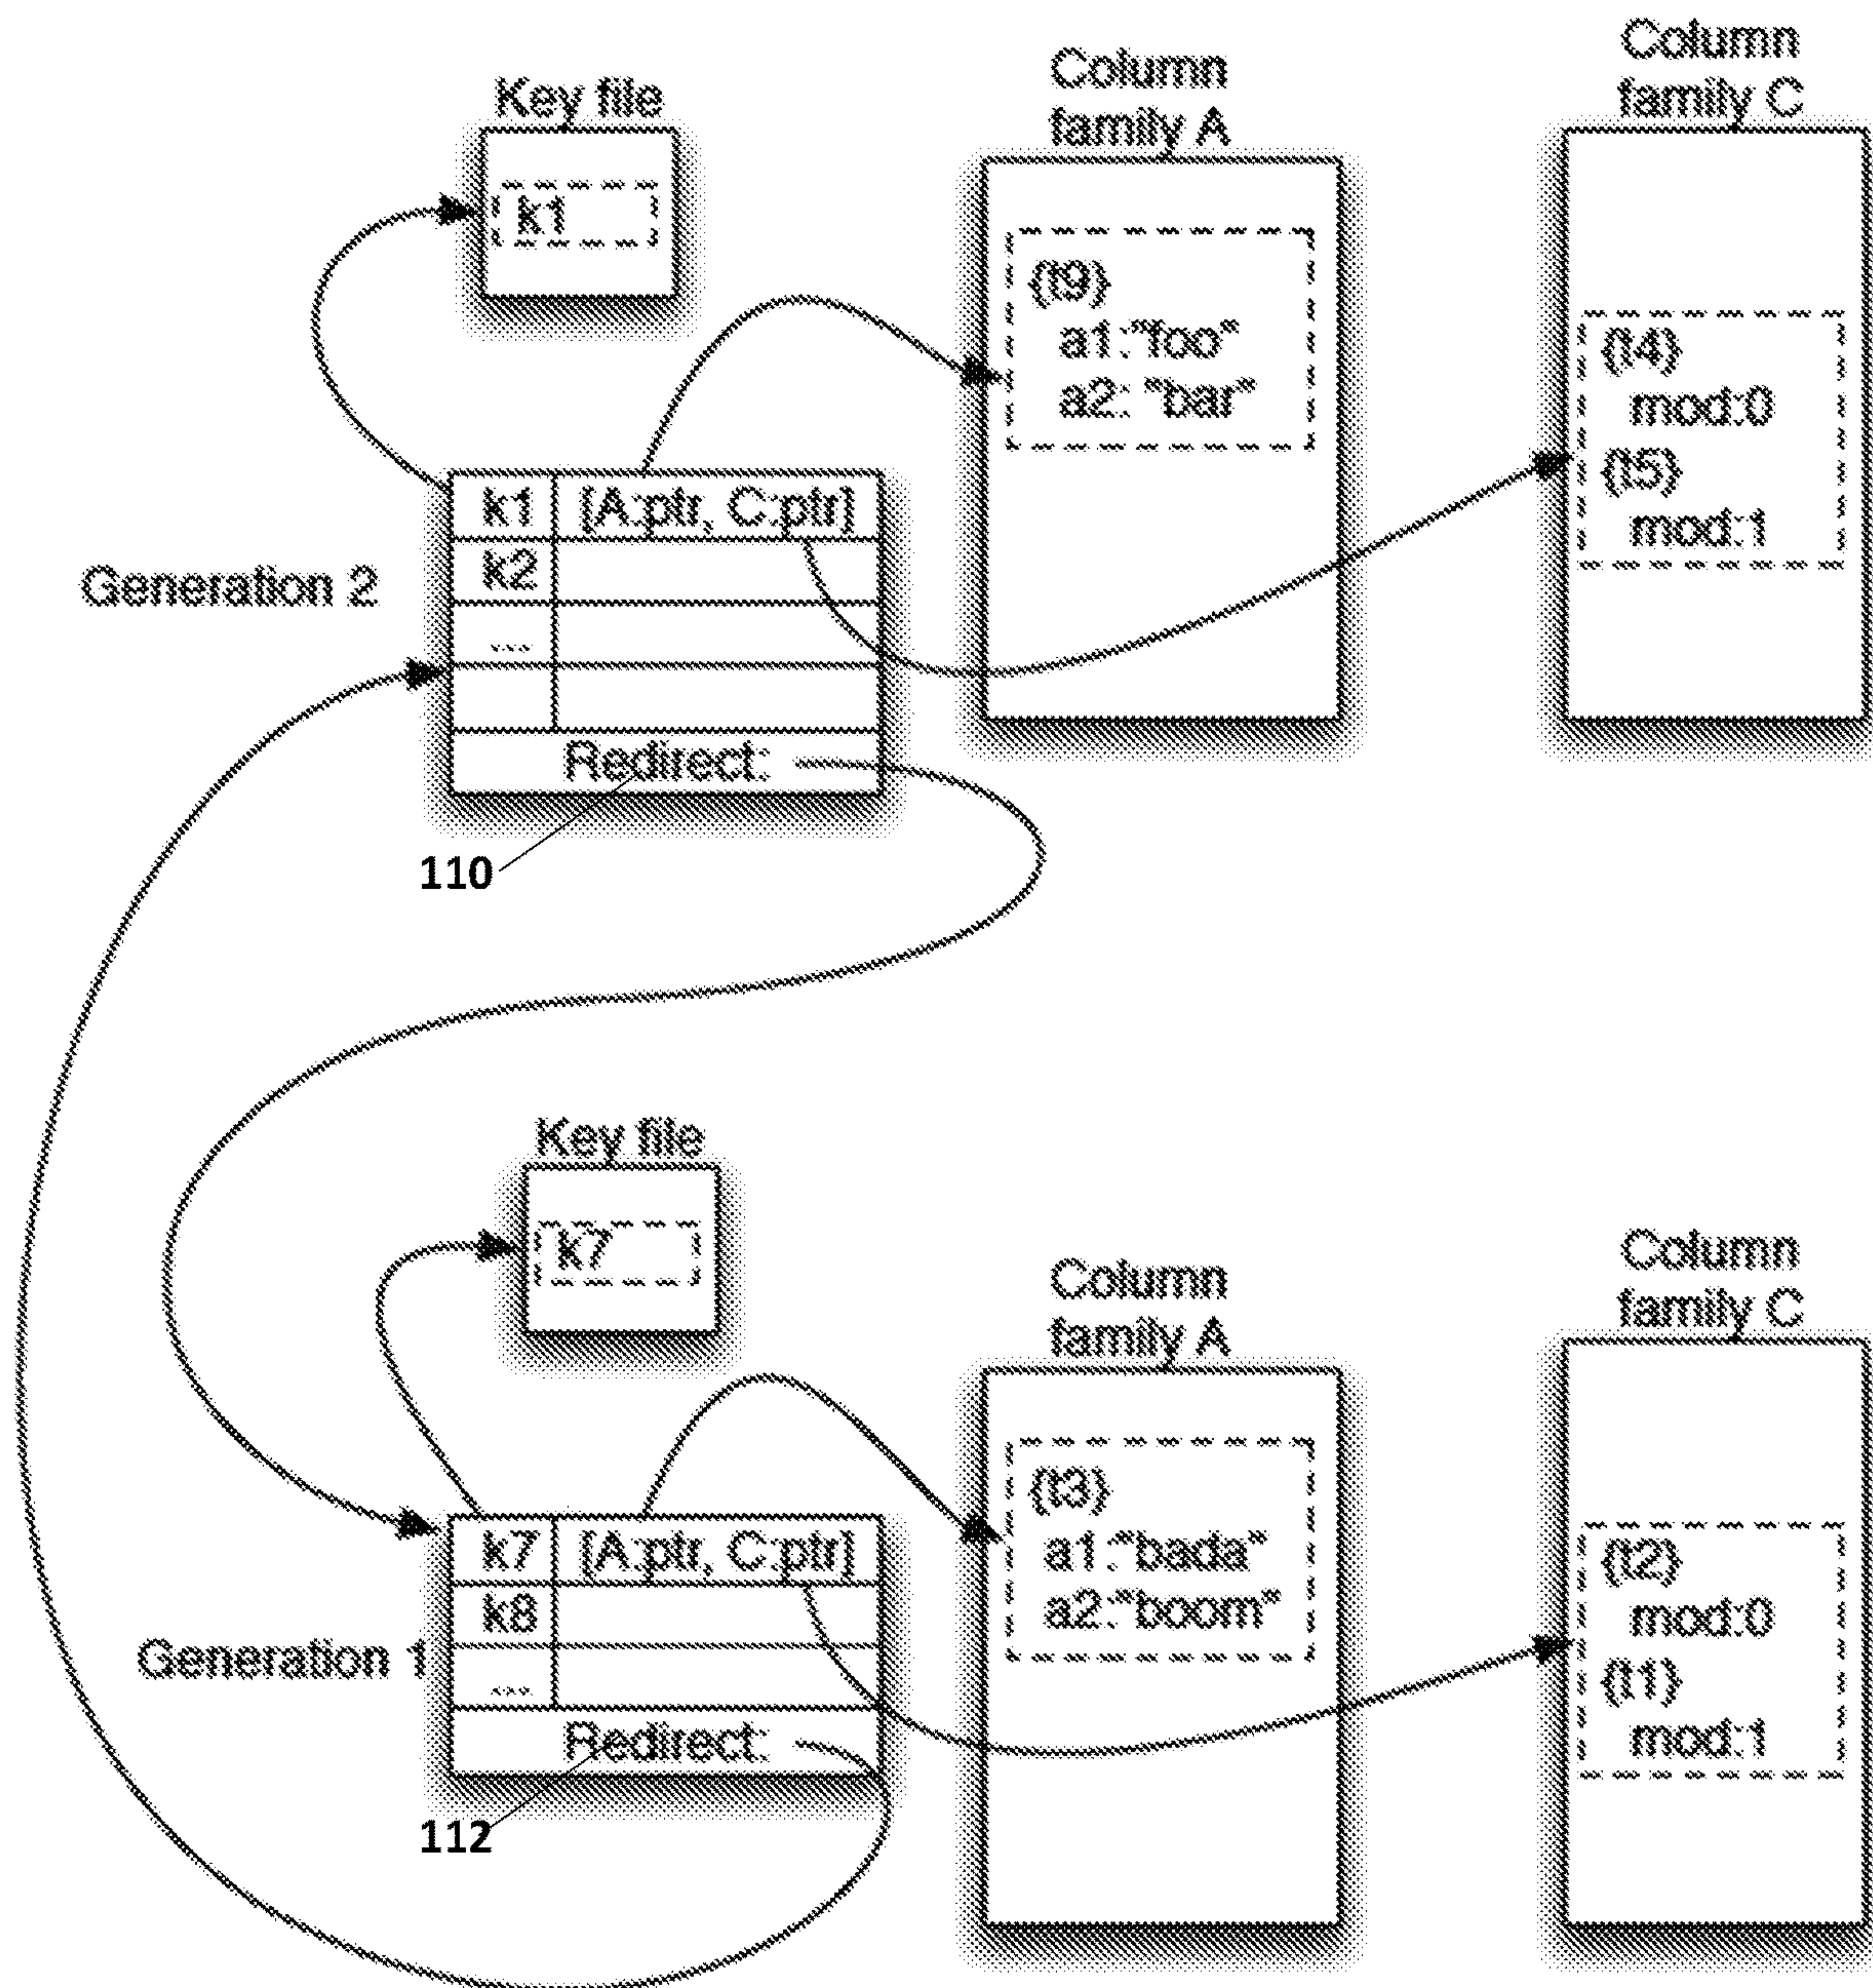 Column
family C
Column
family A
Key file
k1
{t9}
a1:"foo"
a2: "bar"
{t4}
mod:0
{t5}
mod:1
k1 [A:ptr, C:ptr]
k2
Generation 2
...
Redirect:
110
Key file
k7
Column
family A
Column
family C
{t3}
a1:"bada"
a2:"boom"
{t2}
mod:0
{t1}
mod:1
k7 [A:ptr, C:ptr]
k8
Generation 1
...
Redirect:
112